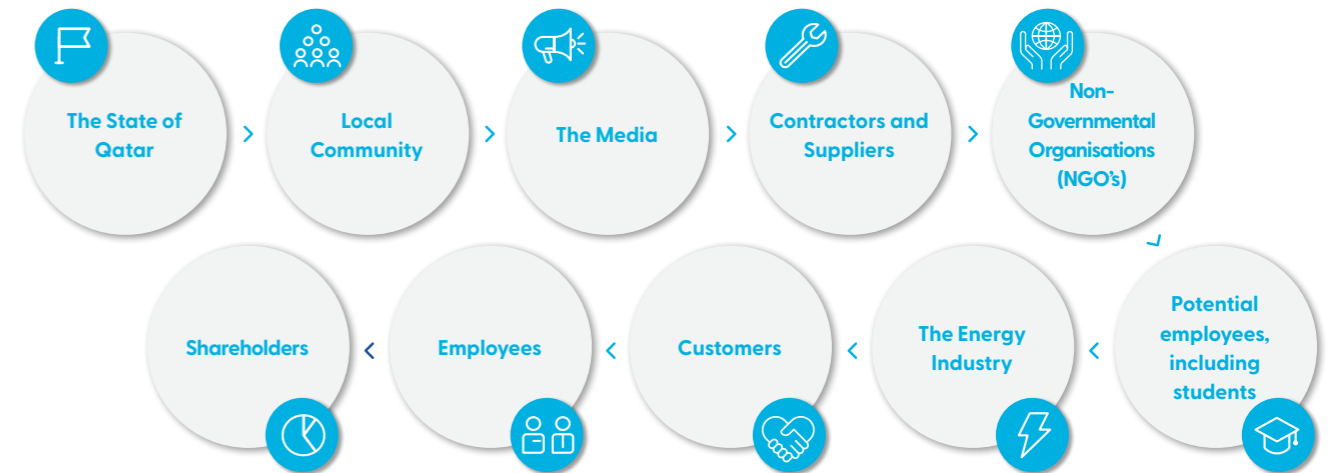 The State of
Qatar
Local
Community
The Media
Contractors and
Suppliers
Non-
Governmental
Organisations
(NGO's)
Potential
employees,
including
students
The Energy
Industry
Customers
Employees
Shareholders